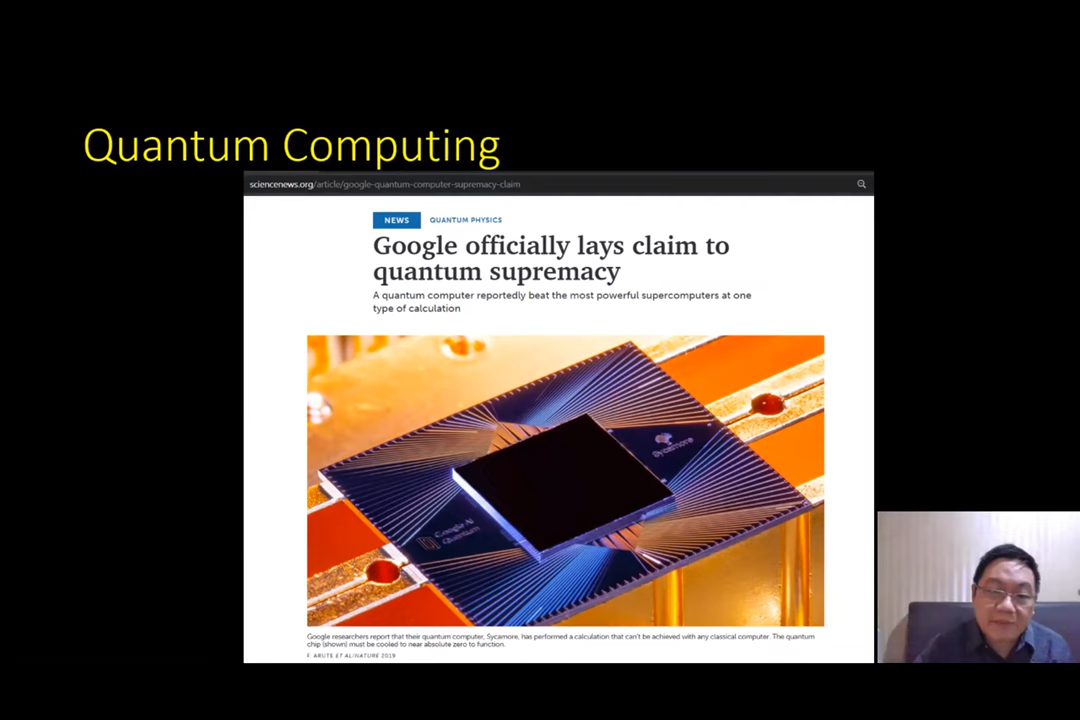 Quantum Computing
sciencenews.org/article/google-quantum-computer-supremacy-claim
NEWS QUANTUM PHYSICS
Google officially lays claim to
quantum supremacy
A quantum computer reportedly beat the most powerful supercomputers at one
type of calculation
Sycamore
Google AI
Quantum
Google researchers report that their quantum computer, Sycamore, has performed a calculation that can't be achieved with any classical computer. The quantum
chip (shown) must be cooled to near absolute zero to function.
F. ARUTE ET AL/NATURE 2019